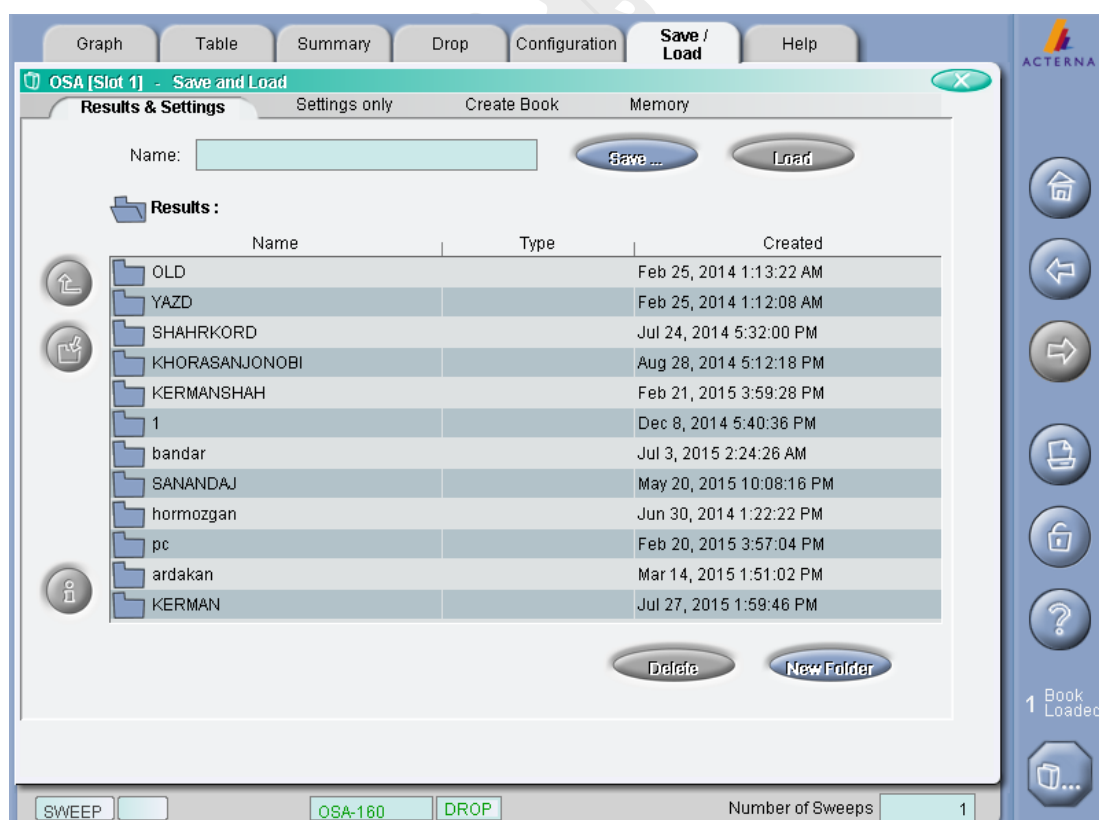 Graph Table Summary Drop Configuration Save / Load Help
ACTERNA
OSA [Slot 1] - Save and Load
Results & Settings Settings only Create Book Memory
Name: Save ... Load
Results :
Name Type Created
OLD Feb 25, 2014 1:13:22 AM
YAZD Feb 25, 2014 1:12:08 AM
SHAHRKORD Jul 24, 2014 5:32:00 PM
KHORASANJONOBI Aug 28, 2014 5:12:18 PM
KERMANSHAH Feb 21, 2015 3:59:28 PM
1 Dec 8, 2014 5:40:36 PM
bandar Jul 3, 2015 2:24:26 AM
SANANDAJ May 20, 2015 10:08:16 PM
hormozgan Jun 30, 2014 1:22:22 PM
pc Feb 20, 2015 3:57:04 PM
ardakan Mar 14, 2015 1:51:02 PM
KERMAN Jul 27, 2015 1:59:46 PM
Delete New Folder
1 Book Loaded
SWEEP OSA-160 DROP Number of Sweeps 1